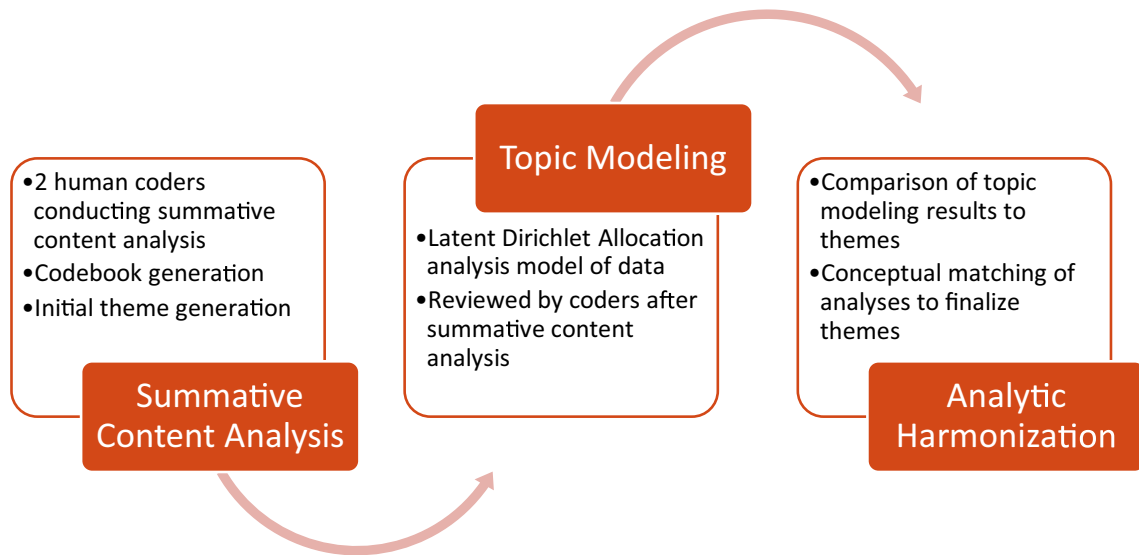 •2 human coders
conducting summative
content analysis
•Codebook generation
•Initial theme generation
Summative
Content Analysis
Topic Modeling
•Latent Dirichlet Allocation
analysis model of data
•Reviewed by coders after
summative content
analysis
•Comparison of topic
modeling results to
themes
•Conceptual matching of
analyses to finalize
themes
Analytic
Harmonization